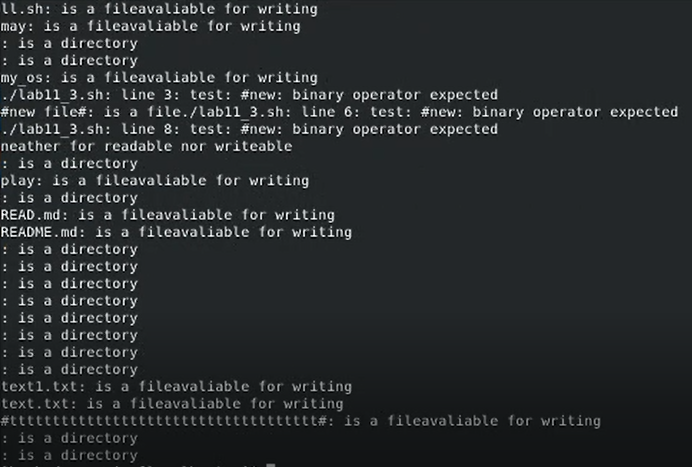 ll.sh: is a fileavaliable for writing
may: is a fileavaliable for writing
: is a directory
: is a directory
my_os: is a fileavaliable for writing
./lab11_3.sh: line 3: test: #new: binary operator expected
#new file#: is a file./lab11_3.sh: line 6: test: #new: binary operator expected
./lab11_3.sh: line 8: test: #new: binary operator expected
neather for readable nor writeable
: is a directory
play: is a fileavaliable for writing
: is a directory
READ.md: is a fileavaliable for writing
README.md: is a fileavaliable for writing
: is a directory
: is a directory
: is a directory
: is a directory
: is a directory
: is a directory
: is a directory
: is a directory
text1.txt: is a fileavaliable for writing
text.txt: is a fileavaliable for writing
: is a fileavaliable for writing
: is a directory
: is a directory